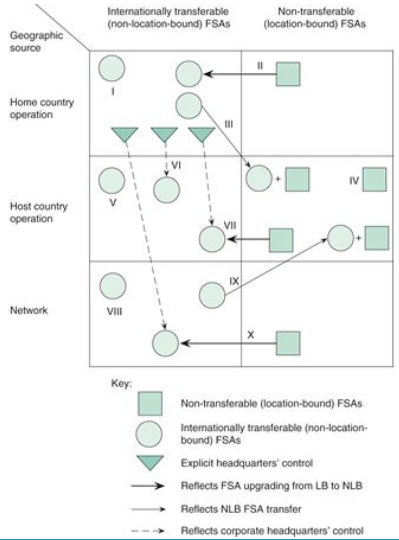 Internationally transferable
(non-location-bound) FSAs
Non-transferable
(location-bound) FSAs
Geographic
source
Home country
operation
I
II
III
Host country
operation
V
VI
VII
+
IV
+
Network
VIII
IX
X
Key:
Non-transferable (location-bound) FSAs
Internationally transferable (non-location-
bound) FSAs
Explicit headquarters' control
Reflects FSA upgrading from LB to NLB
Reflects NLB FSA transfer
Reflects corporate headquarters' control